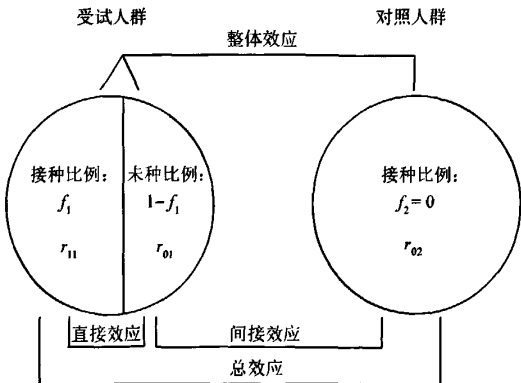 受试人群 对照人群
整体效应
接种比例: 未种比例: 接种比例:
f₁ 1-f₁ f₂=0
r₁₁ r₀₁ r₀₂
直接效应 间接效应
总效应